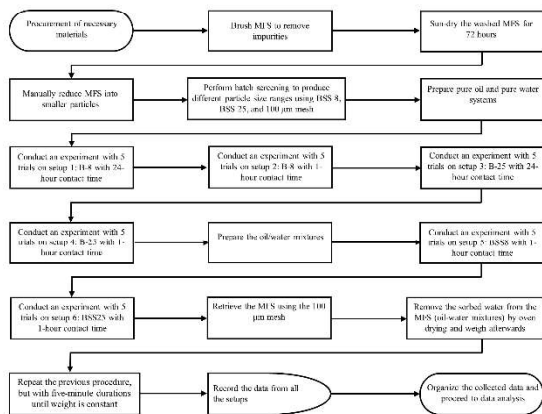 Procurement of necessary
materials
Brush MFS to remove
impurities
Sun-dry the washed MFS for
72 hours
Manually reduce MFS into
smaller particles
Perform batch screening to produce
different particle size ranges using BSS 8,
BSS 25, and 100 µm mesh
Prepare pure oil and pure water
systems
Conduct an experiment with 5
trials on setup 1: B-8 with 24-
hour contact time
Conduct an experiment with 5
trials on setup 2: B-8 with 1-
hour contact time
Conduct an experiment with 5
trials on setup 3: B-25 with 24-
hour contact time
Conduct an experiment with 5
trials on setup 4: B-25 with 1-
hour contact time
Prepare the oil/water mixtures
Conduct an experiment with 5
trials on setup 5: BSS8 with 1-
hour contact time
Conduct an experiment with 5
trials on setup 6: BSS25 with
1-hour contact time
Retrieve the MFS using the 100
µm mesh
Remove the sorbed water from the
MFS (oil-water mixtures) by oven
drying and weigh afterwards
Repeat the previous procedure,
but with five-minute durations
until weight is constant
Record the data from all
the setups
Organize the collected data and
proceed to data analysis